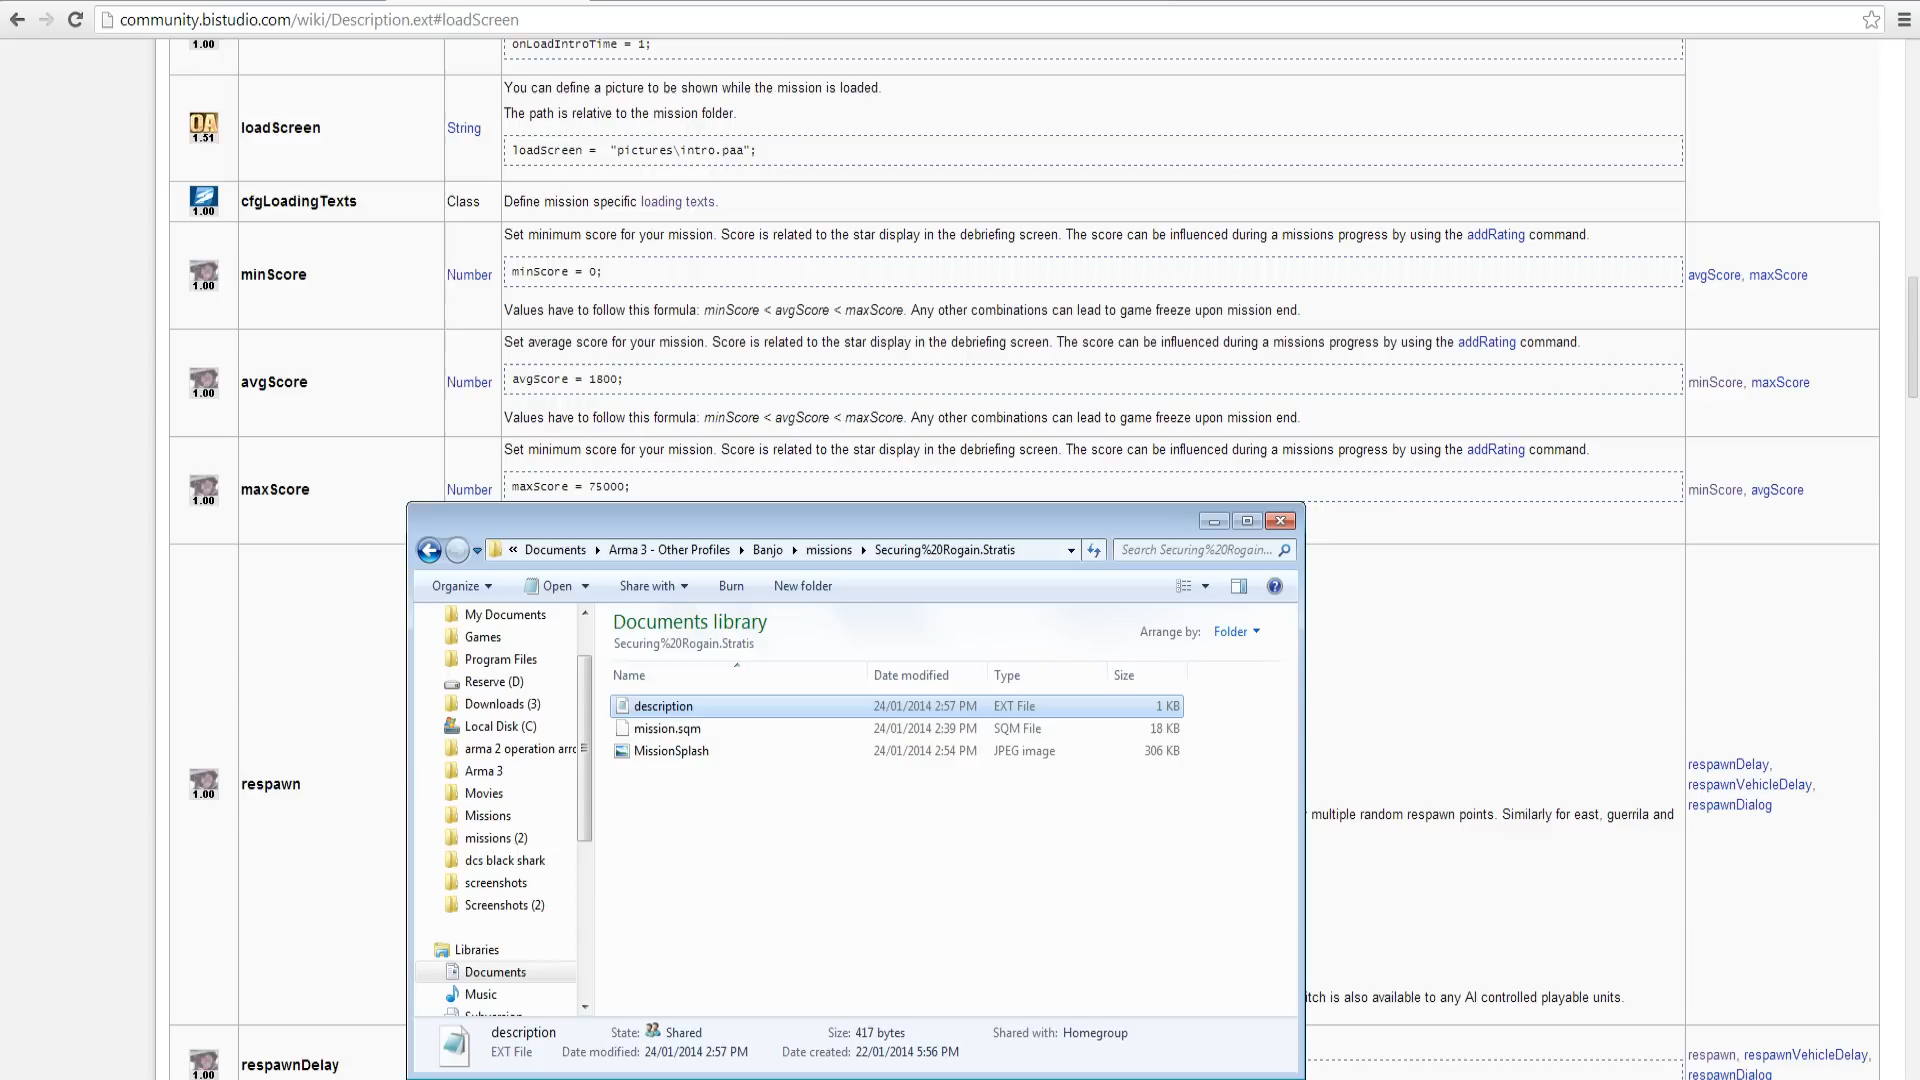 community.bistudio.com/wiki/Description.ext#loadScreen
1.00
onLoadIntroTime = 1;
OA
1.51
loadScreen
String
You can define a picture to be shown while the mission is loaded.
The path is relative to the mission folder.
loadScreen =  "pictures\intro.paa";
1.00
cfgLoadingTexts
Class
Define mission specific loading texts.
1.00
minScore
Number
Set minimum score for your mission. Score is related to the star display in the debriefing screen. The score can be influenced during a missions progress by using the addRating command.
minScore = 0;
Values have to follow this formula: minScore < avgScore < maxScore. Any other combinations can lead to game freeze upon mission end.
avgScore, maxScore
1.00
avgScore
Number
Set average score for your mission. Score is related to the star display in the debriefing screen. The score can be influenced during a missions progress by using the addRating command.
avgScore = 1800;
Values have to follow this formula: minScore < avgScore < maxScore. Any other combinations can lead to game freeze upon mission end.
minScore, maxScore
1.00
maxScore
Number
Set minimum score for your mission. Score is related to the star display in the debriefing screen. The score can be influenced during a missions progress by using the addRating command.
maxScore = 75000;
minScore, avgScore
1.00
respawn
multiple random respawn points. Similarly for east, guerrila and
itch is also available to any AI controlled playable units.
respawnDelay,
respawnVehicleDelay,
respawnDialog
1.00
respawnDelay
respawn, respawnVehicleDelay,
respawnDialog
« Documents Arma 3 - Other Profiles Banjo missions Securing%20Rogain.Stratis
Search Securing%20Rogain...
Organize Open Share with Burn New folder
My Documents
Games
Program Files
Reserve (D)
Downloads (3)
Local Disk (C)
arma 2 operation arro
Arma 3
Movies
Missions
missions (2)
dcs black shark
screenshots
Screenshots (2)
Libraries
Documents
Music
Documents library
Securing%20Rogain.Stratis
Arrange by: Folder
Name Date modified Type Size
description 24/01/2014 2:57 PM EXT File 1 KB
mission.sqm 24/01/2014 2:39 PM SQM File 18 KB
MissionSplash 24/01/2014 2:54 PM JPEG image 306 KB
description State: Shared Size: 417 bytes Shared with: Homegroup
EXT File Date modified: 24/01/2014 2:57 PM Date created: 22/01/2014 5:56 PM